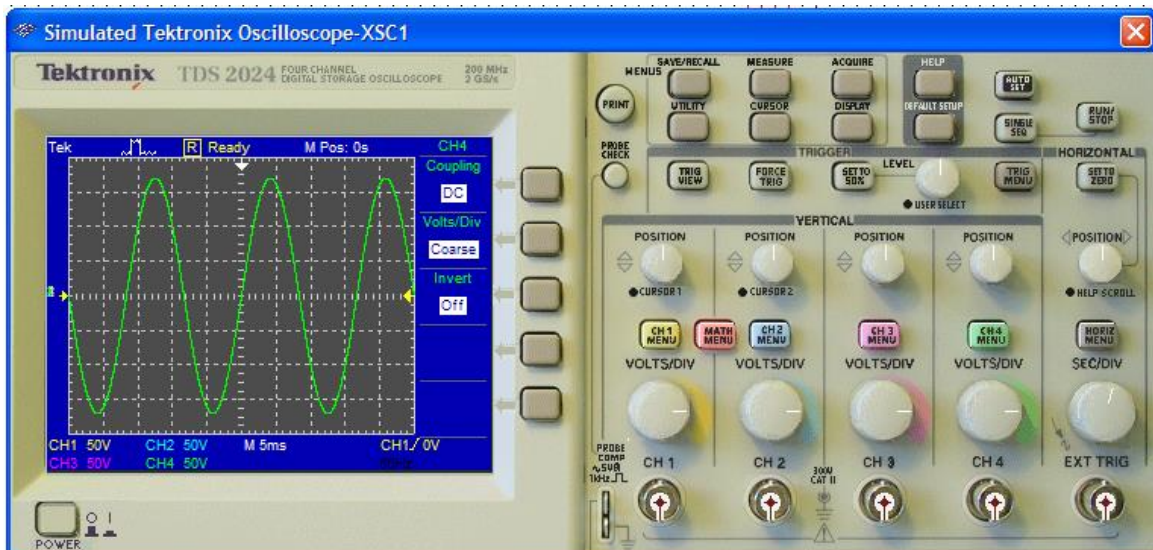 Simulated Tektronix Oscilloscope-XSC1
Tektronix TDS 2024 FOUR CHANNEL DIGITAL STORAGE OSCILLOSCOPE 200 MHz 2 GS/s
Tek R Ready M Pos: 0s CH4
Coupling
DC
Volts/Div
Coarse
Invert
Off
CH1 50V CH2 50V M 5ms CH1 / 0V
CH3 50V CH4 50V
POWER
MENUS SAVE/RECALL MEASURE ACQUIRE HELP AUTO SET
PRINT UTILITY CURSOR DISPLAY DEFAULT SETUP SINGLE SEQ RUN/ STOP
PROBE CHECK
TRIGGER HORIZONTAL
TRIG VIEW FORCE TRIG SET TO 50% LEVEL TRIG MENU SET TO ZERO
USER SELECT
VERTICAL
POSITION POSITION POSITION POSITION POSITION
CURSOR 1 CURSOR 2 HELP SCROLL
CH 1 MENU MATH MENU CH 2 MENU CH 3 MENU CH 4 MENU HORIZ MENU
VOLTS/DIV VOLTS/DIV VOLTS/DIV VOLTS/DIV SEC/DIV
PROBE COMP ~5V@ 1kHz
CH 1 CH 2 300V CAT II CH 3 CH 4 EXT TRIG